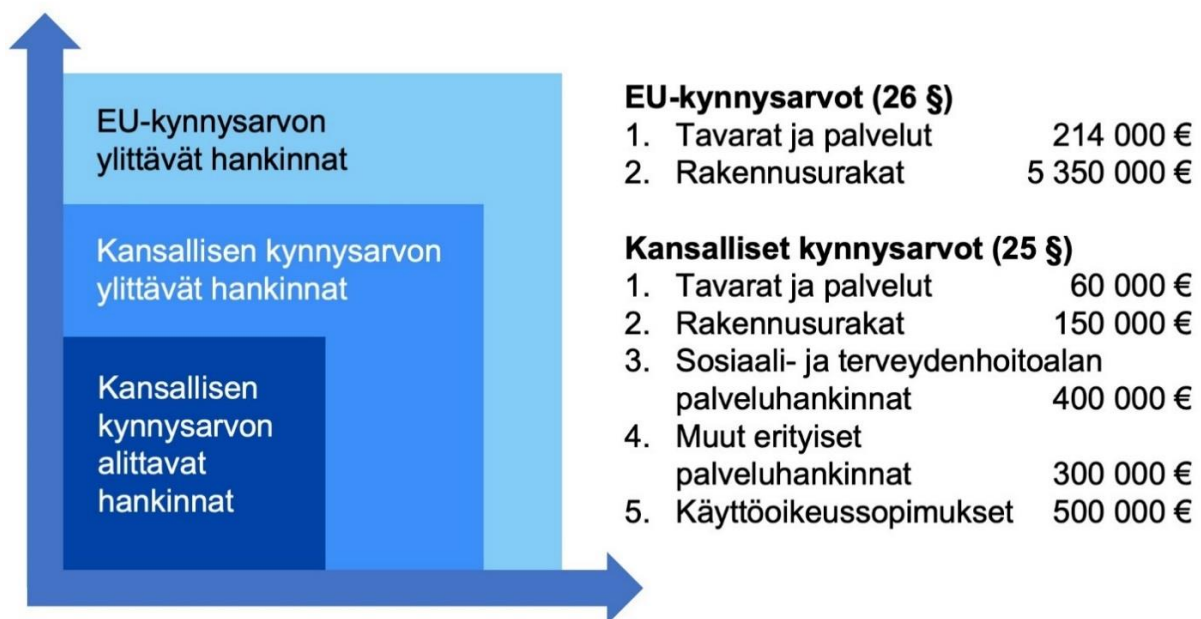 EU-kynnysarvon
ylittävät hankinnat
Kansallisen kynnysarvon
ylittävät hankinnat
Kansallisen
kynnysarvon
alittavat
hankinnat
EU-kynnysarvot (26 §)
1. Tavarat ja palvelut 214 000 €
2. Rakennusurakat 5 350 000 €
Kansalliset kynnysarvot (25 §)
1. Tavarat ja palvelut 60 000 €
2. Rakennusurakat 150 000 €
3. Sosiaali- ja terveydenhoitoalan
palveluhankinnat 400 000 €
4. Muut erityiset
palveluhankinnat 300 000 €
5. Käyttöoikeussopimukset 500 000 €